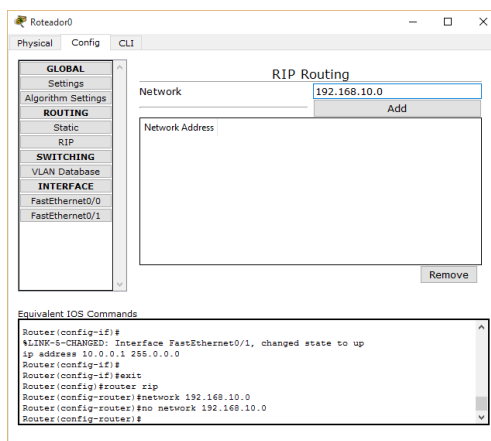 Roteador0
Physical Config CLI
GLOBAL
Settings
Algorithm Settings
ROUTING
Static
RIP
SWITCHING
VLAN Database
INTERFACE
FastEthernet0/0
FastEthernet0/1
RIP Routing
Network 192.168.10.0
Add
Network Address
Remove
Equivalent IOS Commands
Router(config-if)#
%LINK-5-CHANGED: Interface FastEthernet0/1, changed state to up
ip address 10.0.0.1 255.0.0.0
Router(config-if)#
Router(config-if)#exit
Router(config)#router rip
Router(config-router)#network 192.168.10.0
Router(config-router)#no network 192.168.10.0
Router(config-router)#